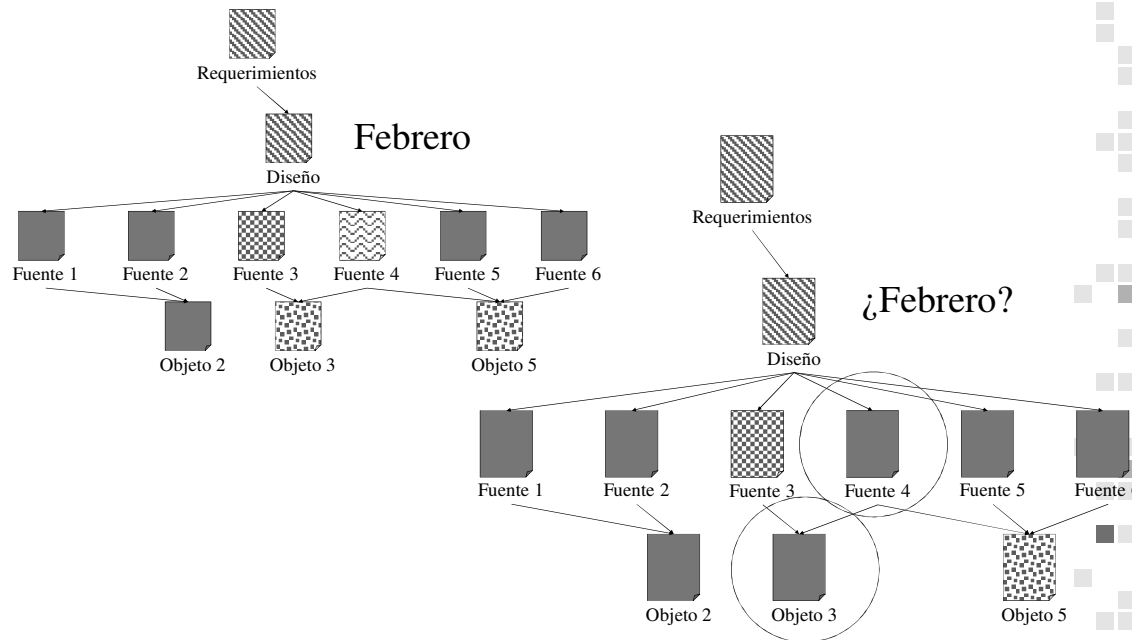 Requerimientos
Febrero
Diseño
Fuente 1 Fuente 2 Fuente 3 Fuente 4 Fuente 5 Fuente 6
Objeto 2 Objeto 3 Objeto 5
Requerimientos
¿Febrero?
Diseño
Fuente 1 Fuente 2 Fuente 3 Fuente 4 Fuente 5 Fuente
Objeto 2 Objeto 3 Objeto 5